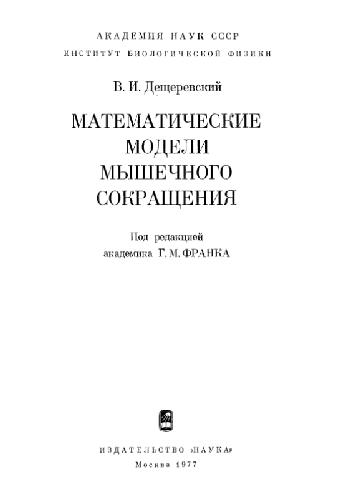 АКАДЕМИЯ НАУК СССР
ИНСТИТУТ БИОЛОГИЧЕСКОЙ ФИЗИКИ
В. И. Дещеревский
МАТЕМАТИЧЕСКИЕ
МОДЕЛИ
МЫШЕЧНОГО
СОКРАЩЕНИЯ
Под редакцией
академика Г. М. ФРАНКА
ИЗДАТЕЛЬСТВО «НАУКА»
Москва 1977